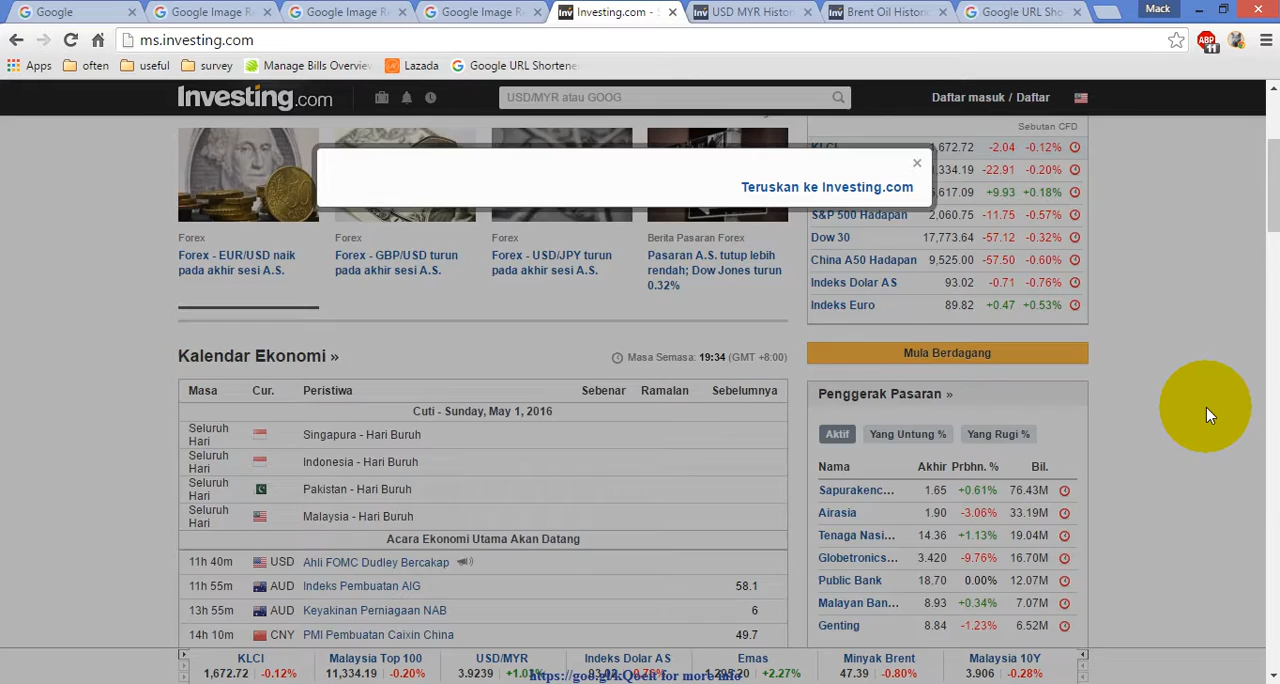 Google
Google Image Re
Google Image Re
Google Image Re
Investing.com - S
USD MYR Histori
Brent Oil Historic
Google URL Shor
Mack
ms.investing.com
ABP
11
Apps
often
useful
survey
Manage Bills Overvie
Lazada
Google URL Shortene
Investing.com
USD/MYR atau GOOG
Daftar masuk / Daftar
Sebutan CFD
KLCI 1,672.72 -2.04 -0.12%
1,334.19 -22.91 -0.20%
5,617.09 +9.93 +0.18%
S&P 500 Hadapan 2,060.75 -11.75 -0.57%
Dow 30 17,773.64 -57.12 -0.32%
China A50 Hadapan 9,525.00 -57.50 -0.60%
Indeks Dolar AS 93.02 -0.71 -0.76%
Indeks Euro 89.82 +0.47 +0.53%
Teruskan ke Investing.com
Forex
Forex - EUR/USD naik
pada akhir sesi A.S.
Forex
Forex - GBP/USD turun
pada akhir sesi A.S.
Forex
Forex - USD/JPY turun
pada akhir sesi A.S.
Berita Pasaran Forex
Pasaran A.S. tutup lebih
rendah; Dow Jones turun
0.32%
Kalendar Ekonomi »
Masa Semasa: 19:34 (GMT +8:00)
Masa Cur. Peristiwa Sebenar Ramalan Sebelumnya
Cuti - Sunday, May 1, 2016
Seluruh
Hari
Singapura - Hari Buruh
Seluruh
Hari
Indonesia - Hari Buruh
Seluruh
Hari
Pakistan - Hari Buruh
Seluruh
Hari
Malaysia - Hari Buruh
Acara Ekonomi Utama Akan Datang
11h 40m USD Ahli FOMC Dudley Bercakap
11h 55m AUD Indeks Pembuatan AIG 58.1
13h 55m AUD Keyakinan Perniagaan NAB 6
14h 10m CNY PMI Pembuatan Caixin China 49.7
Mula Berdagang
Penggerak Pasaran »
Aktif Yang Untung % Yang Rugi %
Nama Akhir Prbhn. % Bil.
Sapurakenc... 1.65 +0.61% 76.43M
Airasia 1.90 -3.06% 33.19M
Tenaga Nasi... 14.36 +1.13% 19.04M
Globetronics... 3.420 -9.76% 16.70M
Public Bank 18.70 0.00% 12.07M
Malayan Ban... 8.93 +0.34% 7.07M
Genting 8.84 -1.23% 6.52M
KLCI
1,672.72 -0.12%
Malaysia Top 100
11,334.19 -0.20%
USD/MYR
3.9239
Indeks Dolar AS
Emas
+2.27%
Minyak Brent
47.39 -0.80%
Malaysia 10Y
3.906 -0.28%
for more info